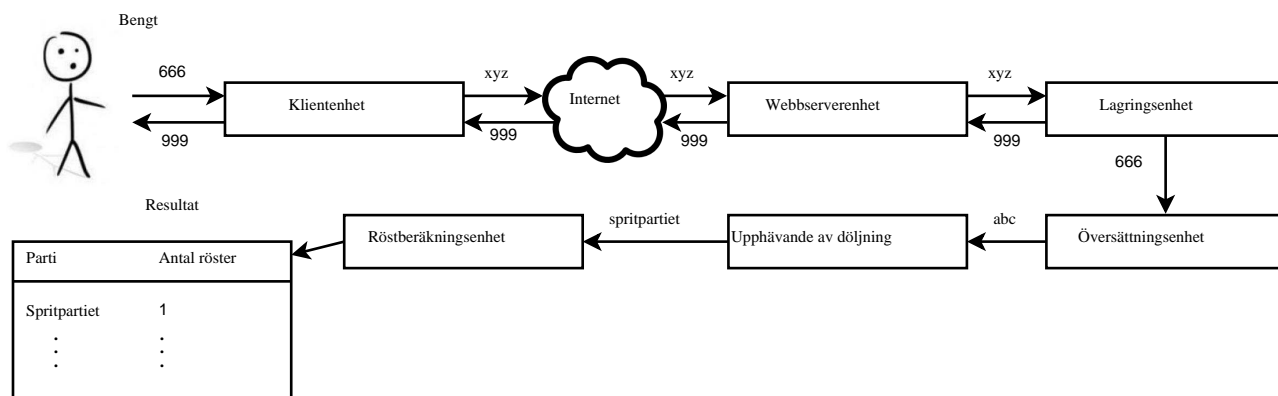 Bengt
666
xyz
xyz
xyz
Klientenhet
Internet
Webbserverenhet
Lagringsenhet
999
999
999
999
666
Resultat
spritpartiet
abc
Röstberäkningsenhet
Upphävande av döljning
Översättningsenhet
Parti Antal röster
Spritpartiet 1